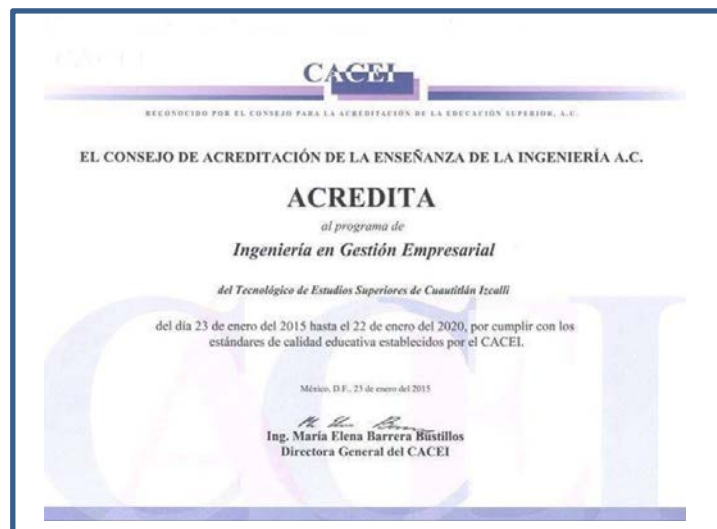 CACEI
RECONOCIDO POR EL CONSEJO PARA LA ACREDITACIÓN DE LA EDUCACIÓN SUPERIOR, A.C.
EL CONSEJO DE ACREDITACIÓN DE LA ENSEÑANZA DE LA INGENIERÍA A.C.
ACREDITA
al programa de
Ingeniería en Gestión Empresarial
del Tecnológico de Estudios Superiores de Cuautitlán Izcalli
del día 23 de enero del 2015 hasta el 22 de enero del 2020, por cumplir con los
estándares de calidad educativa establecidos por el CACEI.
México, D.F., 23 de enero del 2015
Ing. María Elena Barrera Bustillos
Directora General del CACEI
CACEI